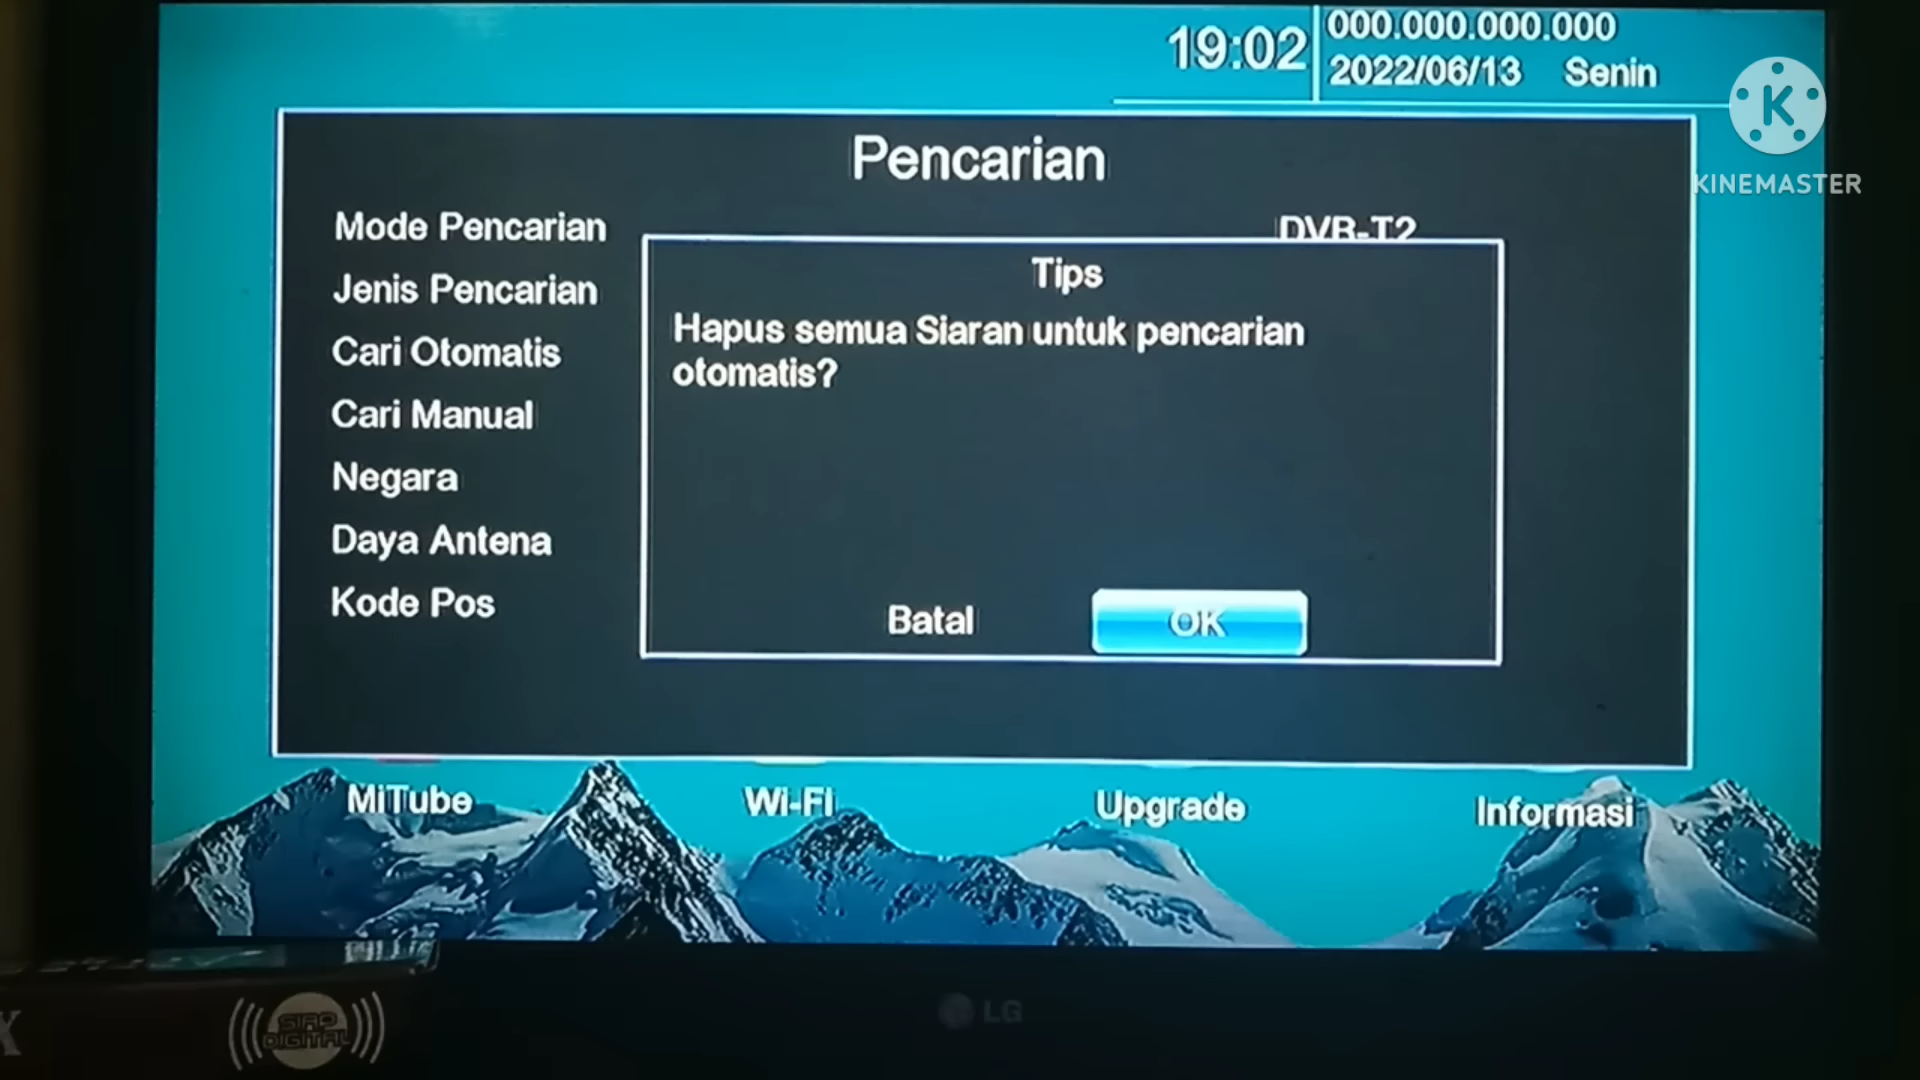 19:02
000.000.000.000
2022/06/13 Senin
KINEMASTER
Pencarian
Mode Pencarian
DVB-T2
Jenis Pencarian
Cari Otomatis
Cari Manual
Negara
Daya Antena
Kode Pos
Tips
Hapus semua Siaran untuk pencarian
otomatis?
Batal
OK
MiTube
Wi-Fi
Upgrade
Informasi
SIAP
DIGITAL
LG